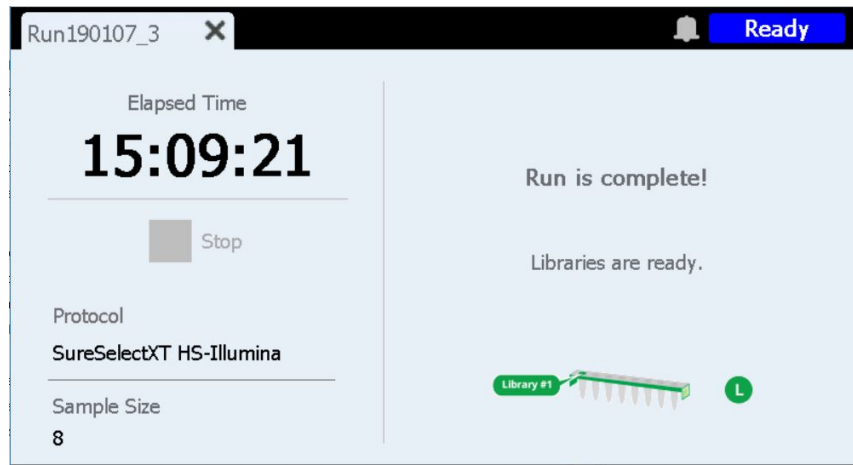 Run190107_3
Ready
Elapsed Time
15:09:21
Stop
Protocol
SureSelectXT HS-Illumina
Sample Size
8
Run is complete!
Libraries are ready.
Library #1
L